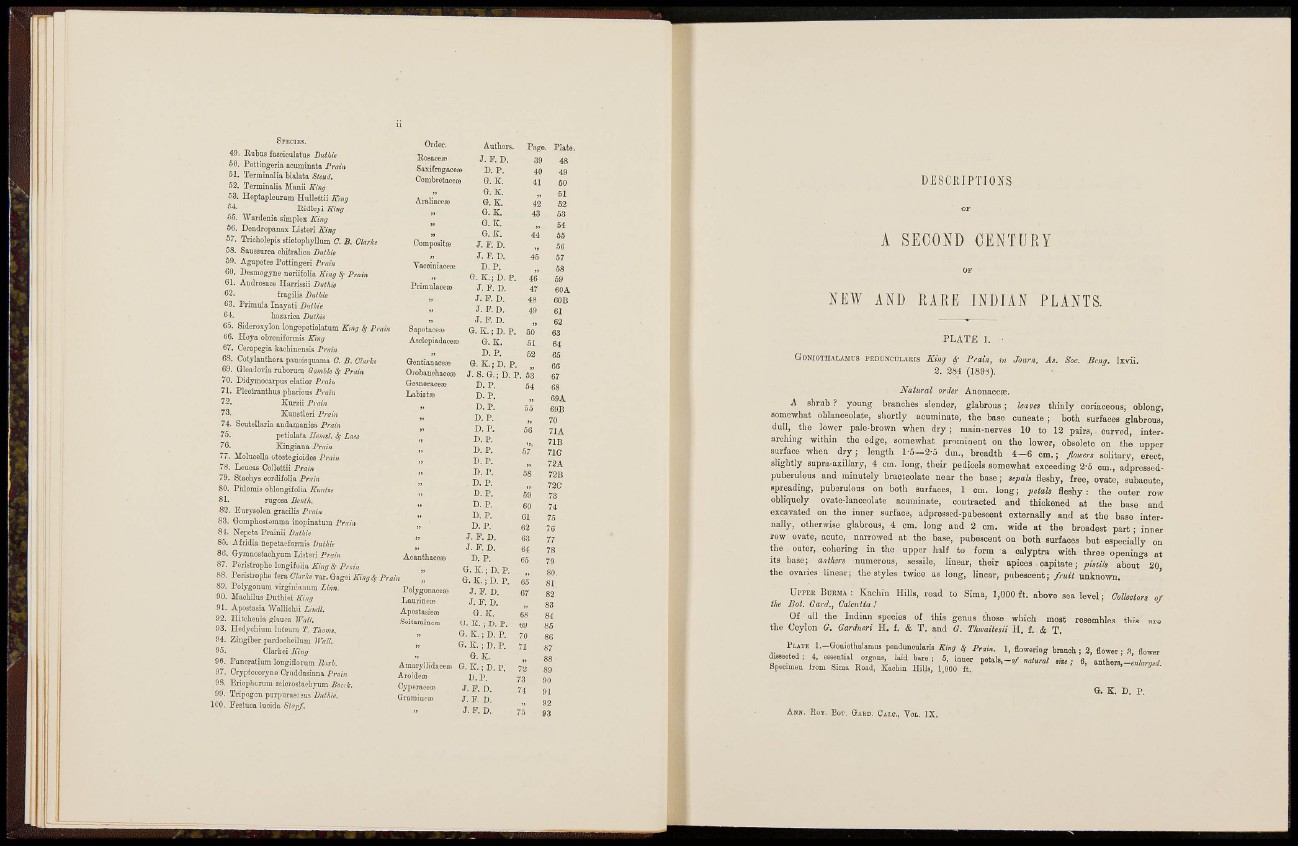 ii
Species. Order. Authors. Page. Plate.
49. Rubus fasciculatus Duthie Rosaceæ J. F. D. 39 48
50. Pottingeria acuminata Prain Saxifragaceæ D. P. 40 49
51. Terminalia bialata Steud. Combretaceæ G. K. 41 50
52. Terminalia Manii King „ G. K. „ 51
53. Heptapleurum Hullettii King Araliaceæ G. K. 42 52
54. Ridleyi King „ G. K. 43 53
55. Wardenia simplex King „ G. K. „ 54
56. Dendropanax Listeri King „ G. K. 44 55
57. Tricholepis stictophyllum C. B. Clarke Compositæ J. F. D. „ 56
58. Saussurea chitralica Duthie „ J. F. D. 45 57
59. Agapetes Pottingeri Prain Vacciniaceæ D. P. „ 58
60. Desmogyne neriifolia King & Prain „ G. K.; D. P. 46 59
61. Androsace Harrissii Duthie Primulaceæ J. F. D. 47 60A
62. fragilis Duthie „ J. F. D. 48 60B
63. Primula Inayati Duthie „ J. F. D. 49 61
64. hazarica Duthie „ J. F. D. „ 62
65. Sideroxylon longepetiolatum King & Prain Sapotaceæ G. K.; D. P. 50 63
66. Hoya obreniformis King Asclepiadaceæ G. K. 51 64
67. Ceropegia kachinensis Prain „ D. P. 52 65
68. Cotylanthera paucisquama C. B. Clarke Gentianaceæ G. K.; D. P. „ 66
69. Gleadovia ruborum Gamble & Prain Orobanchaceæ J. S. G.; D. P. 53 67
70. Didymocarpus elatior Prain Gesneraceæ D. P. 54 68
71. Plectranthus phariceus Prain Labiatæ D. P. „ 69A
72. Kurzii Prain „ D. P. 55 69B
73. Kunstleri Prain „ D. P. „ 70
74. Scutellaria andamanica Prain „ D. P. 56 71A
75. petiolata Hemsl. & Lace „ D. P. „ 71B
76. Kingiana Prain „ D. P. 57 71C
77. Molucella otostegioides Prain „ D. P. „ 72A
78. Leucas Collettii Prain „ D. P. 58 72B
79. Stachys cordifolia Prain „ D. P. „ 72C
80. Phlomis oblongifolia Kuntze „ D. P. 59 73
81. rugosa Benth. „ D. P. 60 74
82. Eurysolen gracilis Prain „ D. P. 61 75
83. Gomphostemma inopinatum Prain „ D. P. 62 76
84. Nepeta Prainii Duthie „ J. F. D. 63 77
85. Afridia nepetaeformis Duthie „ J. F. D. 64 78
86. Gymnostachyum Listeri Prain Acanthaceæ D. P. 65 79
87. Peristrophe longifolia King & Prain „ G. K.; D. P. „ 80
88. Peristrophe fera Clarke var. Gagei King & Prain „ G. K.; D. P. 65 81
89. Polygonum virginianum Linn. Polygonaceæ J. F. D. 67 82
90. Machilus Duthiei King Laurineæ J. F. D. „ 83
91. Apostasia Wallichii Lindl. Apostasieæ G. K. 68 84
92. Hitchenia glauca Wall. Scitamineæ G. K.; D. P. 69 85
93. Hedychium luteum T. Thoms. „ G. K.; D. P. 70 86
94. Zingiber pardocheilum Wall. „ G. K.; D. P. 71 87
95. Clarkei King „ G. K. „ 88
96. Pancratium longiflorum Roxb. Amaryllidaceæ G. K.; D. P. 72 89
97. Cryptocoryne Cruddasiana Prain Aroideæ D. P. 73 90
98. Eriophorum microstachyum Boeck. Cyperaceæ J. F. D. 74 91
99. Tripogon purpurascens Duthie. Gramineæ J. F. D. „ 92
100. Festuca lucida Stapf. „ J. F. D. 75 93
DESCRIPTIONS
OF
A SECOND CENTURY
OF
NEW AND RARE INDIAN PLANTS.
PLATE 1.
Goniothalamus peduncularis King & Prain, in Journ. As. Soc. Beng. lxvii.
2. 284 (1898).
Natural order Anonaceæ.
A shrub? young branches slender, glabrous; leaves thinly coriaceous, oblong,
somewhat oblanceolate, shortly acuminate, the base cuneate; both surfaces glabrous,
dull, the lower pale-brown when dry; main-nerves 10 to 12 pairs, curved, inter-
arching within the edge, somewhat prominent on the lower, obsolete on the upper
surface when dry; length 1·5—2·5 dm., breadth 4—6 cm.; flowers solitary, erect,
slightly supra-axillary, 4 cm. long, their pedicels somewhat exceeding 2·5 cm., adpressed-
puberulous and minutely bracteolate near the base; sepals fleshy, free, ovate, subacute,
spreading, puberulous on both surfaces, 1 cm. long; petals fleshy: the outer row
obliquely ovate-lanceolate acuminate, contracted and thickened at the base and
excavated on the inner surface, adpressed-pubescent externally and at the base inter-
nally, otherwise glabrous, 4 cm. long and 2 cm. wide at the broadest part; inner
row ovate, acute, narrowed at the base, pubescent on both surfaces but especially on
the outer, cohering in the upper half to form a calyptra with three openings at
its base; anthers numerous, sessile, linear, their apices capitate; pistils about 20,
the ovaries linear; the styles twice as long, linear, pubescent; fruit unknown.
Upper Burma: Kachin Hills, road to Sima, 1,000 ft. above sea level; Collectors of
the Bot. Gard., Calcutta!
Of all the Indian species of this genus those which most resembles this are
the Ceylon G. Gardneri H. f. & T. and G. Thwaitesii H. f. & T.
Plate 1.—Goniothalamus penduncularis King & Prain. 1, flowering branch; 2, flower; 3, flower
dissected; 4, essential organs, laid bare; 5, inner petals,—of natural size; 6, anthers,—enlarged.
Specimen from Sima Road, Kachin Hills, 1,000 ft.
G. K. D. P.
Ann. Roy. Bot. Gard. Calc., Vol. IX.